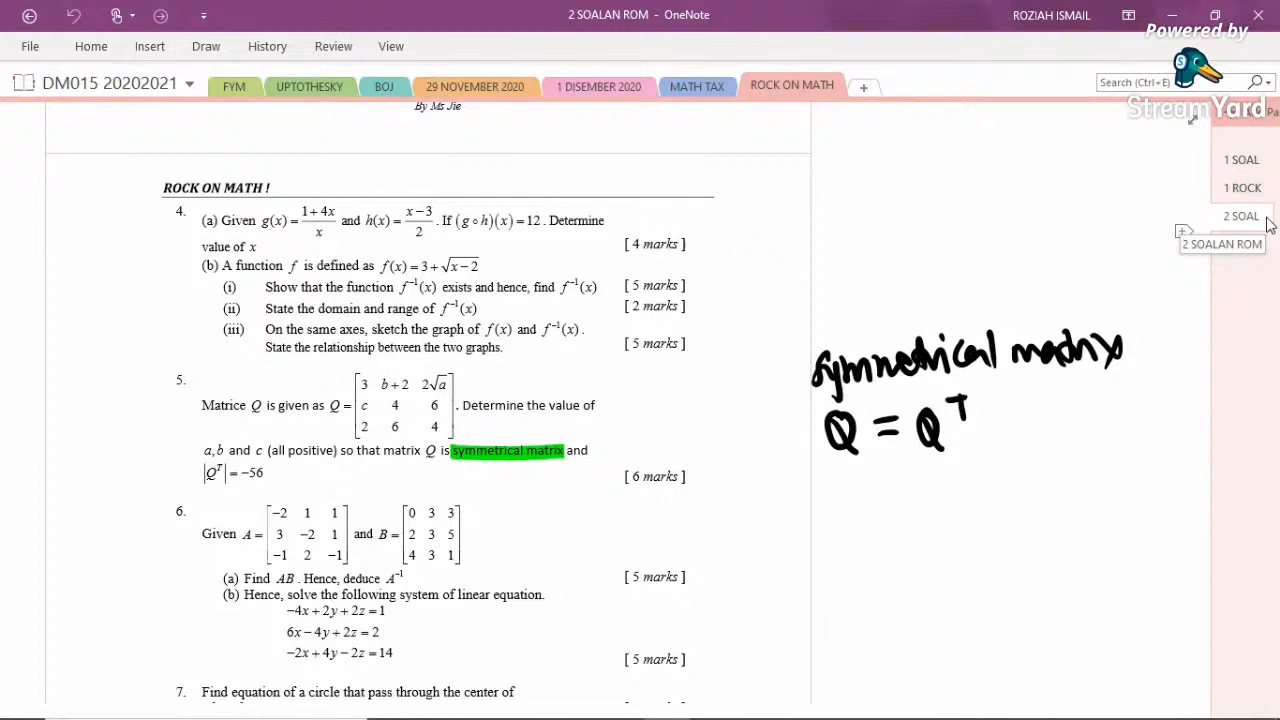 2 SOALAN ROM - OneNote
ROZIAH ISMAIL
Powered by
StreamYard
File Home Insert Draw History Review View
DM015 20202021
FYM UPTOTHESKY BOJ 29 NOVEMBER 2020 1 DISEMBER 2020 MATH TAX ROCK ON MATH
Search (Ctrl+E)
Pa
1 SOAL
1 ROCK
2 SOAL
2 SOALAN ROM
By Ms Jie
ROCK ON MATH !
4. (a) Given g(x) = (1+4x)/x and h(x) = (x−3)/2 . If (g∘h)(x) = 12 . Determine
value of x [ 4 marks ]
(b) A function f is defined as f(x) = 3 + √(x−2)
(i) Show that the function f⁻¹(x) exists and hence, find f⁻¹(x) [ 5 marks ]
(ii) State the domain and range of f⁻¹(x) [ 2 marks ]
(iii) On the same axes, sketch the graph of f(x) and f⁻¹(x) .
State the relationship between the two graphs. [ 5 marks ]
5. Matrice Q is given as Q = [3 b+2 2√a; c 4 6; 2 6 4] . Determine the value of
a, b and c (all positive) so that matrix Q is symmetrical matrix and
|Qᵀ| = −56 [ 6 marks ]
6. Given A = [−2 1 1; 3 −2 1; −1 2 −1] and B = [0 3 3; 2 3 5; 4 3 1]
(a) Find AB . Hence, deduce A⁻¹ [ 5 marks ]
(b) Hence, solve the following system of linear equation.
−4x + 2y + 2z = 1
6x − 4y + 2z = 2
−2x + 4y − 2z = 14
[ 5 marks ]
7. Find equation of a circle that pass through the center of
symmetrical matrix
Q = Qᵀ